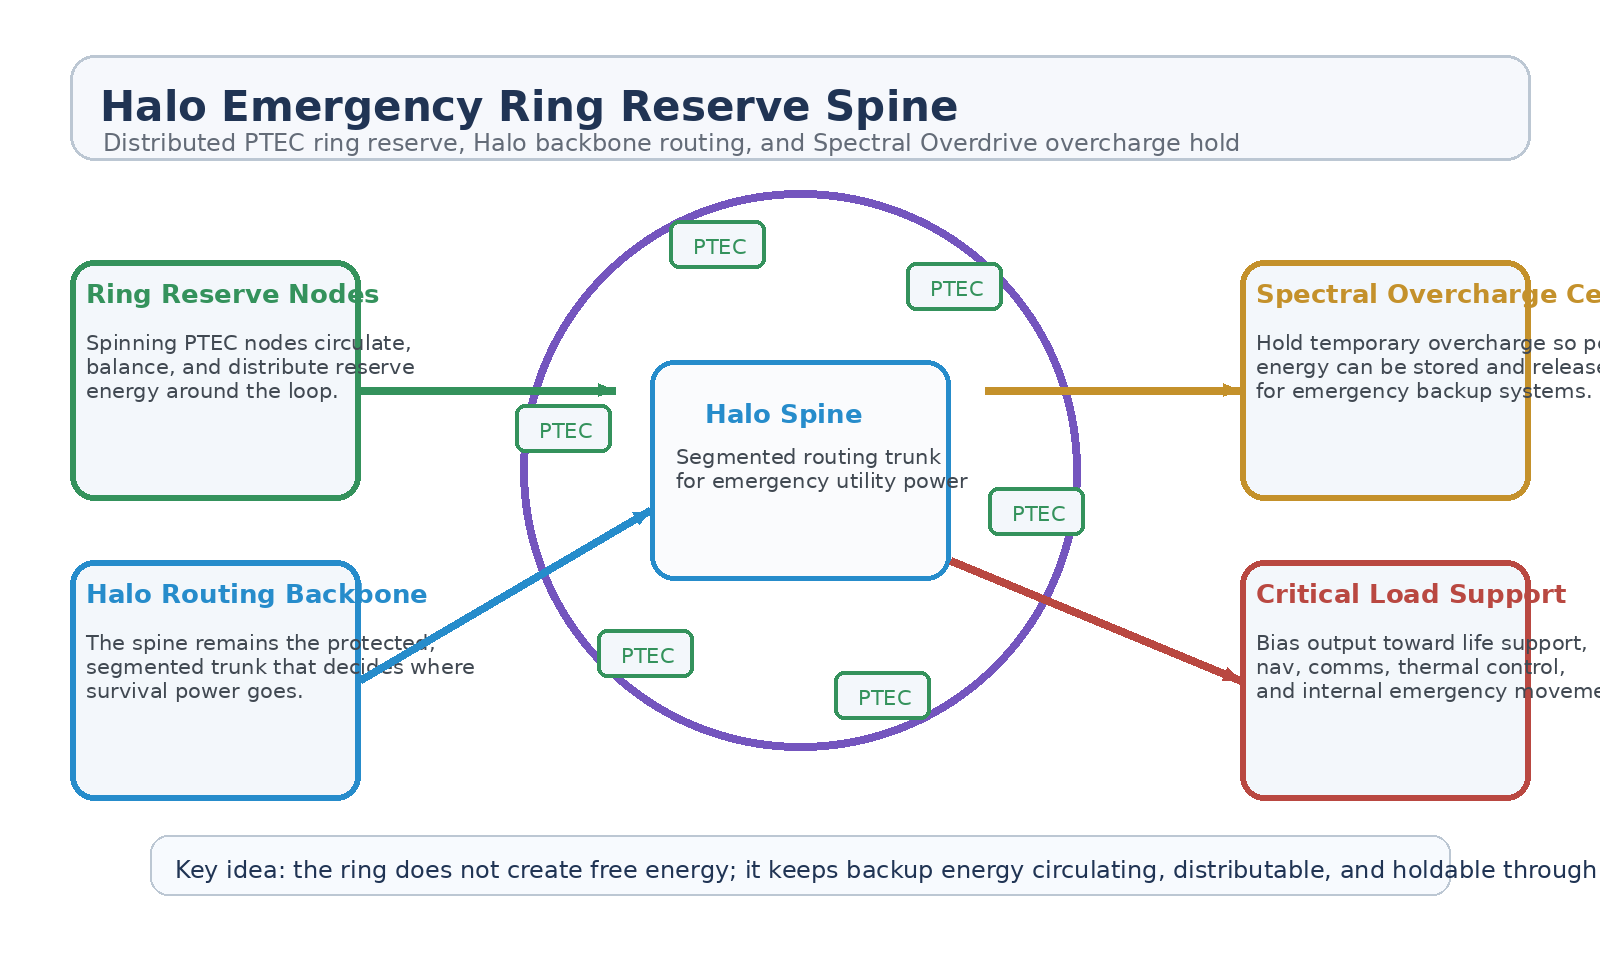 Halo Emergency Ring Reserve Spine
Distributed PTEC ring reserve, Halo backbone routing, and Spectral Overdrive overcharge hold
PTEC
PTEC
Ring Reserve Nodes
Spinning PTEC nodes circulate,
balance, and distribute reserve
energy around the loop.
PTEC
Halo Spine
Segmented routing trunk
for emergency utility power
Spectral Overcharge
Hold temporary overcharge so
energy can be stored and release
for emergency backup systems.
PTEC
Halo Routing Backbone
The spine remains the protected,
segmented trunk that decides where
survival power goes.
PTEC
PTEC
Critical Load Support
Bias output toward life support,
nav, comms, thermal control,
and internal emergency
Key idea: the ring does not create free energy; it keeps backup energy circulating, distributable, and holdable through